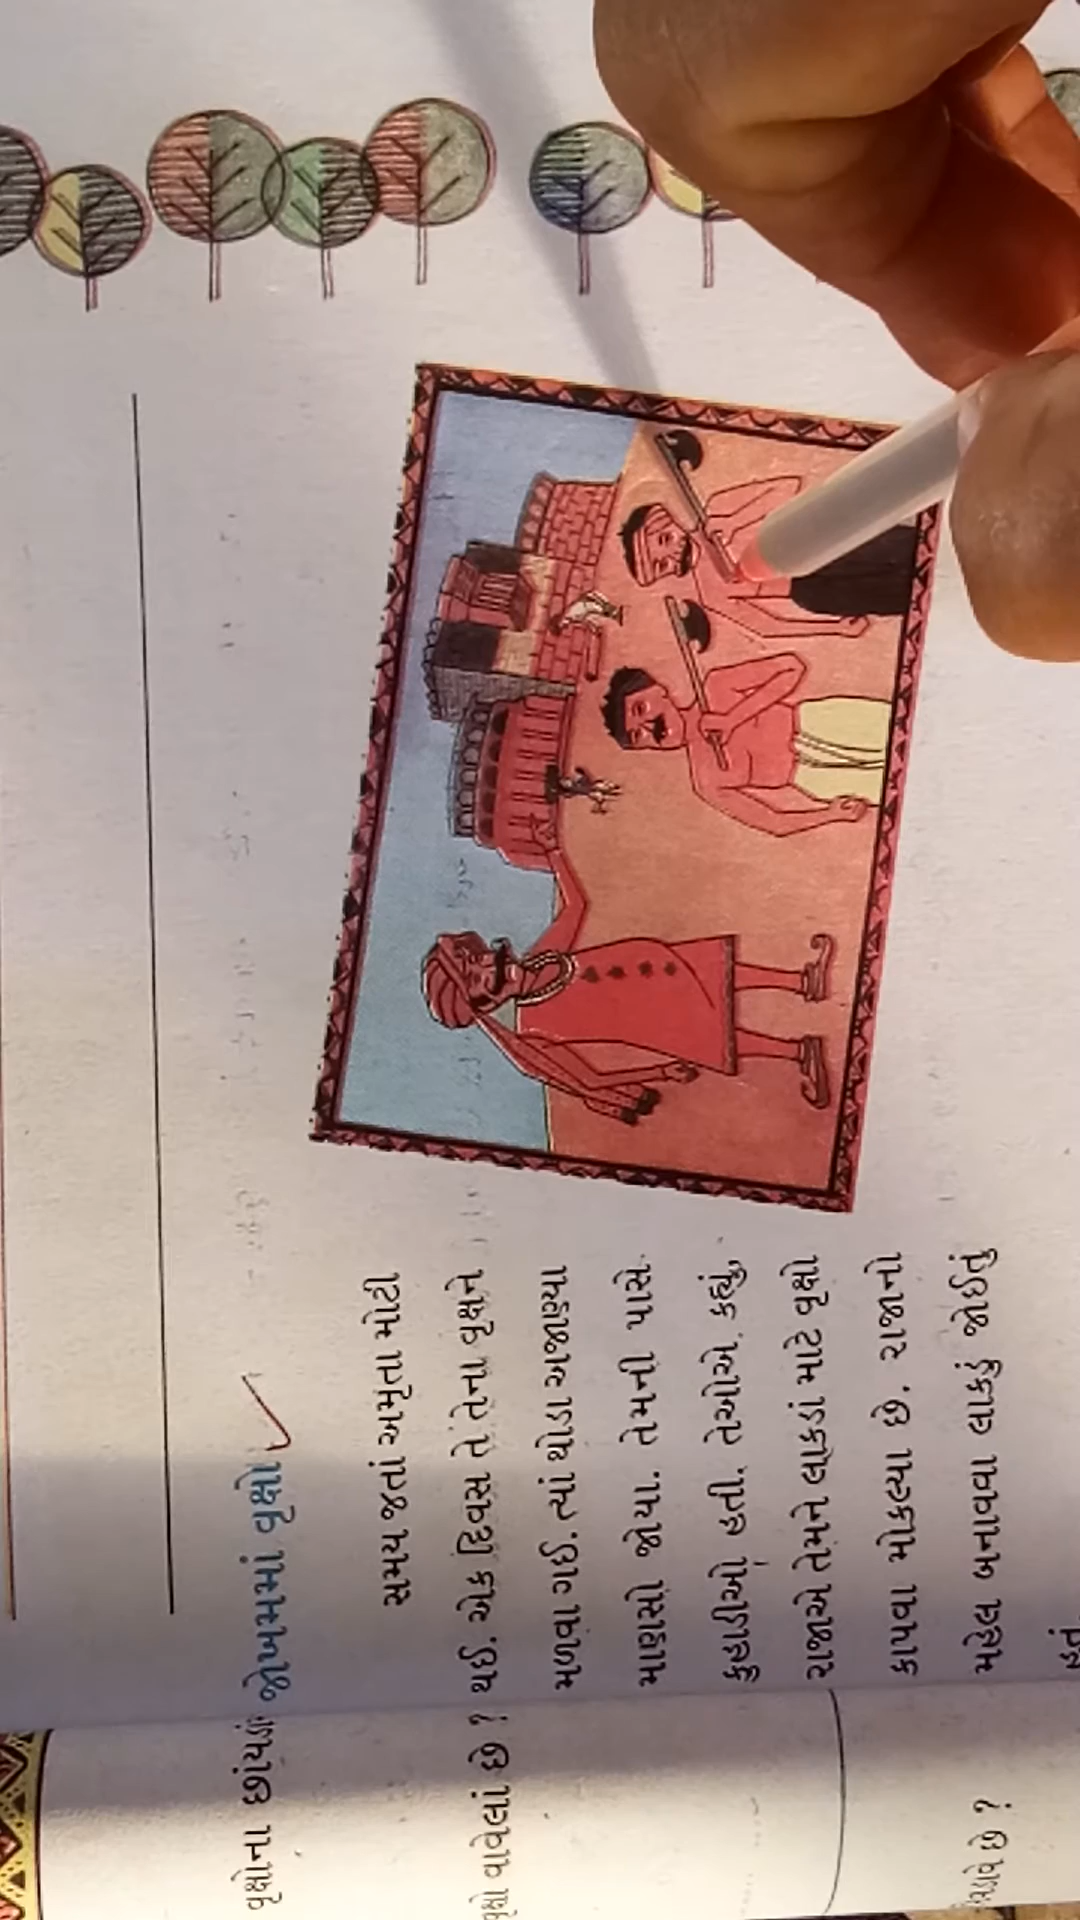 વૃક્ષોના છાંયડા
વૃક્ષો વાવેલાં છે ?
છે ?
જોખમમાં વૃક્ષો
સમય જતાં અમૃતા મોટી
થઈ. એક દિવસ તે તેના વૃક્ષને
મળવા ગઈ. ત્યાં થોડા અજાણ્યા
માણસો જોયા. તેમની પાસે
કુહાડીઓ હતી. તેઓએ કહ્યું,
રાજાએ તેમને લાકડાં માટે વૃક્ષો
કાપવા મોકલ્યા છે. રાજાનો
મહેલ બનાવવા લાકડું જોઈતું
હતું.